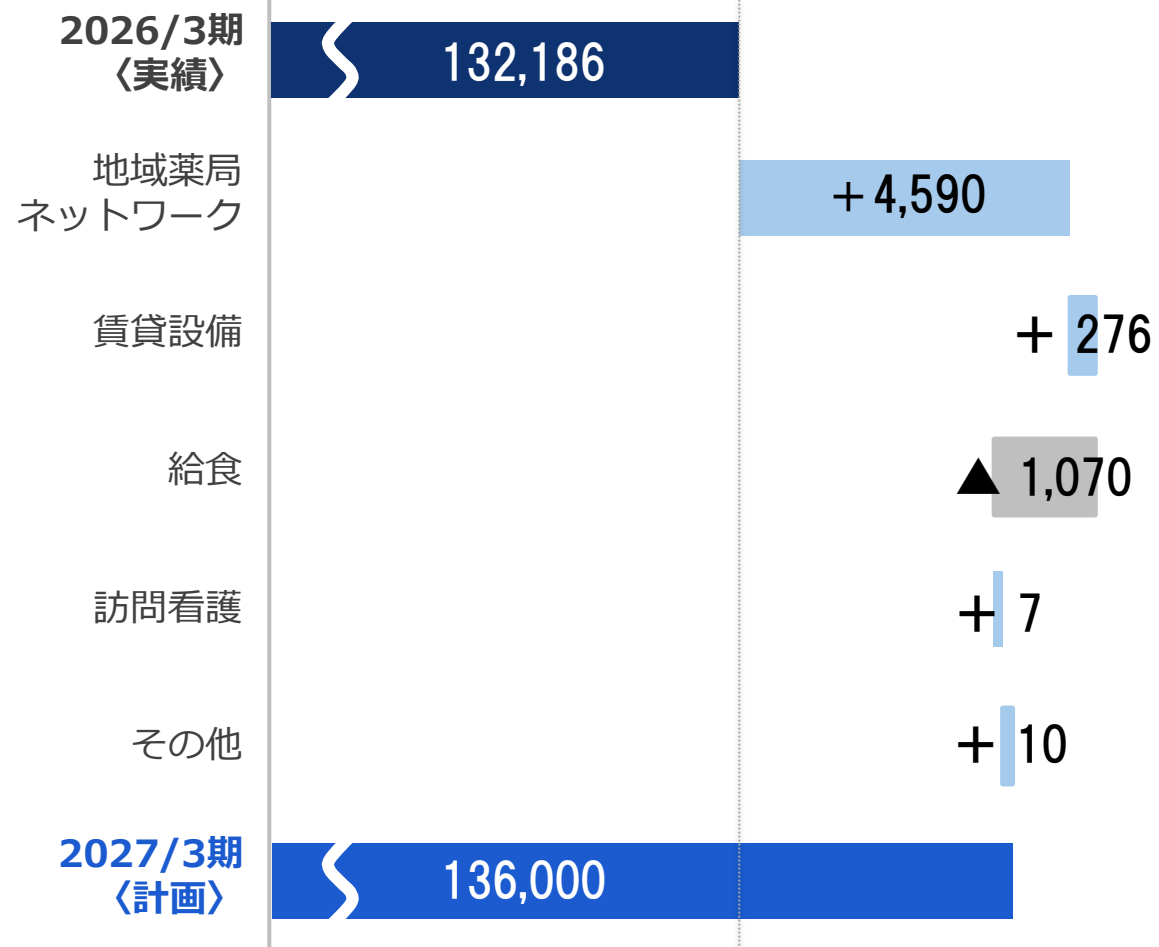 2026/3期
〈実績〉
132,186
地域薬局
ネットワーク
＋4,590
賃貸設備
＋ 276
給食
▲ 1,070
訪問看護
＋ 7
その他
＋ 10
2027/3期
〈計画〉
136,000